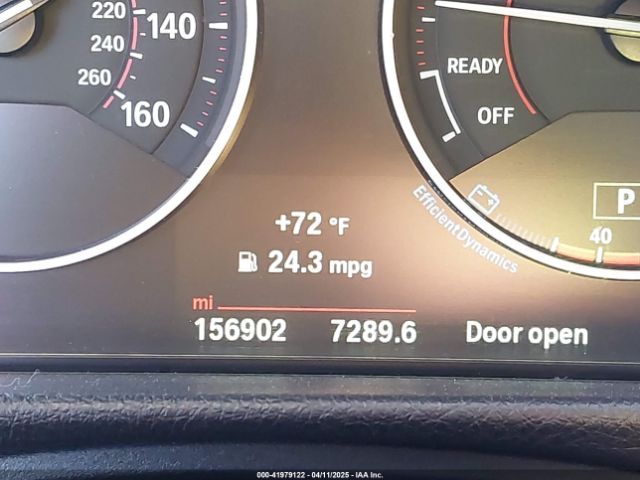 220 140
240
260
160
READY
OFF
P
+72 °F
24.3 mpg
EfficientDynamics
40
mi
156902 7289.6 Door open
000-41979122 - 04/11/2025 - IAA Inc.